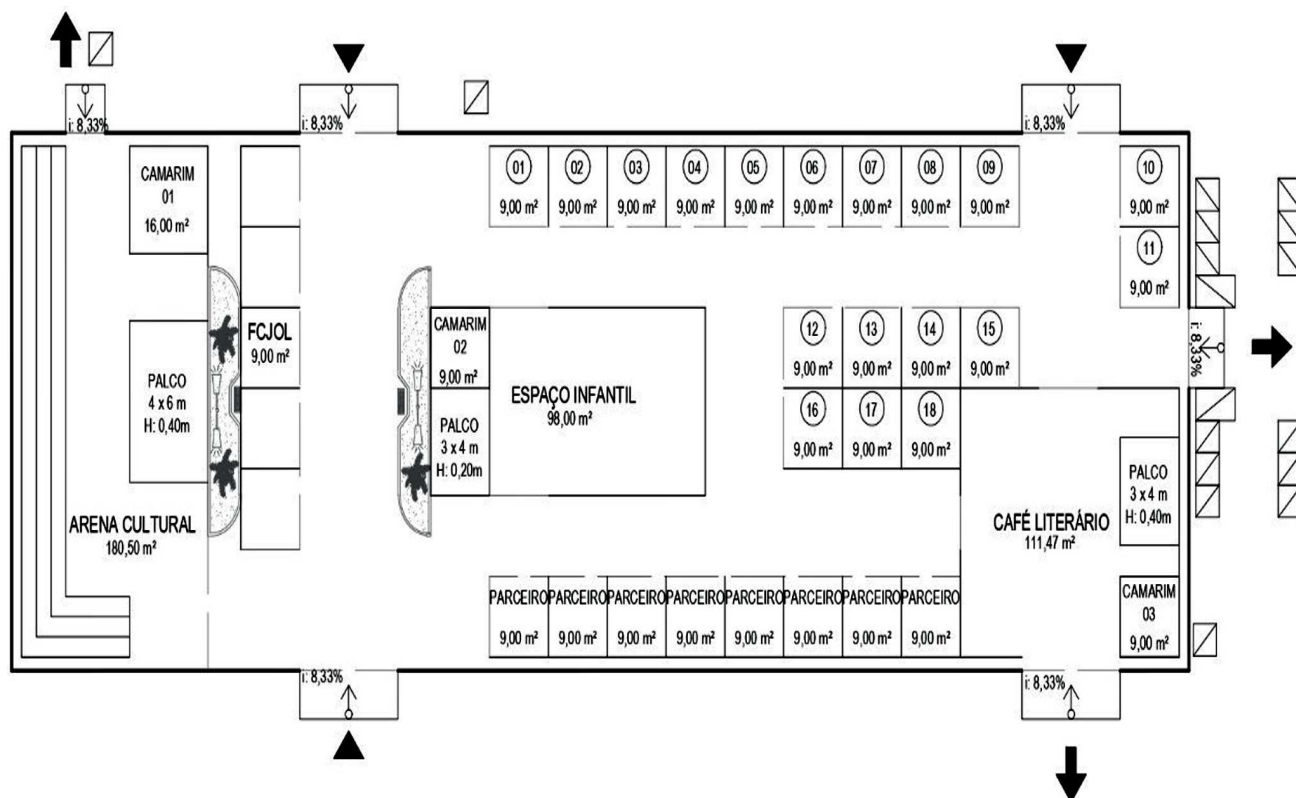 i: 8,33%
i: 8,33%
i: 8,33%
CAMARIM
01
16,00 m²
01
9,00 m²
02
9,00 m²
03
9,00 m²
04
9,00 m²
05
9,00 m²
06
9,00 m²
07
9,00 m²
08
9,00 m²
09
9,00 m²
10
9,00 m²
11
9,00 m²
i: 8,33%
PALCO
4 x 6 m
H: 0,40m
FCJOL
9,00 m²
CAMARIM
02
9,00 m²
PALCO
3 x 4 m
H: 0,20m
ESPAÇO INFANTIL
98,00 m²
12
9,00 m²
13
9,00 m²
14
9,00 m²
15
9,00 m²
16
9,00 m²
17
9,00 m²
18
9,00 m²
ARENA CULTURAL
180,50 m²
CAFÉ LITERÁRIO
111,47 m²
PALCO
3 x 4 m
H: 0,40m
PARCEIRO
9,00 m²
PARCEIRO
9,00 m²
PARCEIRO
9,00 m²
PARCEIRO
9,00 m²
PARCEIRO
9,00 m²
PARCEIRO
9,00 m²
PARCEIRO
9,00 m²
PARCEIRO
9,00 m²
CAMARIM
03
9,00 m²
i: 8,33%
i: 8,33%